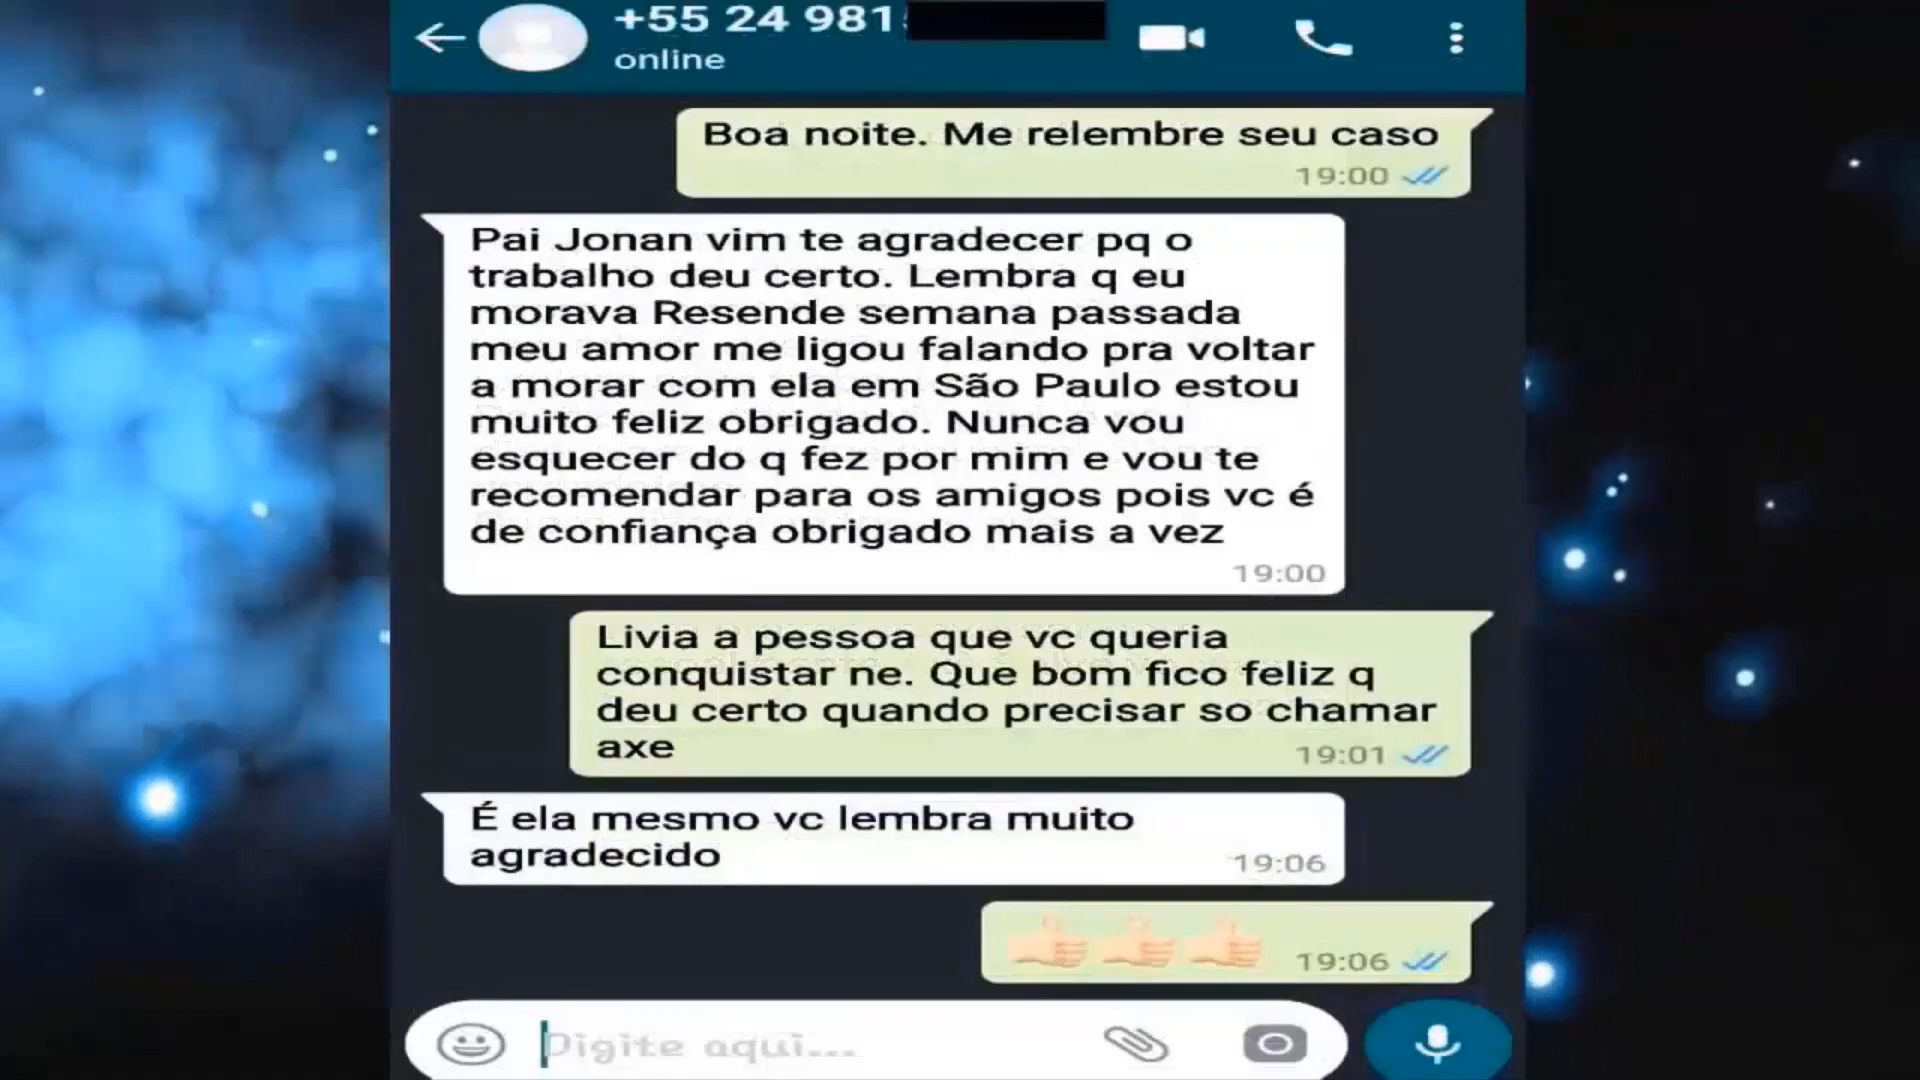 +55 24 981
online
Boa noite. Me relembre seu caso
19:00
Pai Jonan vim te agradecer pq o
trabalho deu certo. Lembra q eu
morava Resende semana passada
meu amor me ligou falando pra voltar
a morar com ela em São Paulo estou
muito feliz obrigado. Nunca vou
esquecer do q fez por mim e vou te
recomendar para os amigos pois vc é
de confiança obrigado mais a vez
19:00
Livia a pessoa que vc queria
conquistar ne. Que bom fico feliz q
deu certo quando precisar so chamar
axe
19:01
É ela mesmo vc lembra muito
agradecido
19:06
👍🏻👍🏻👍🏻 19:06
Digite aqui...